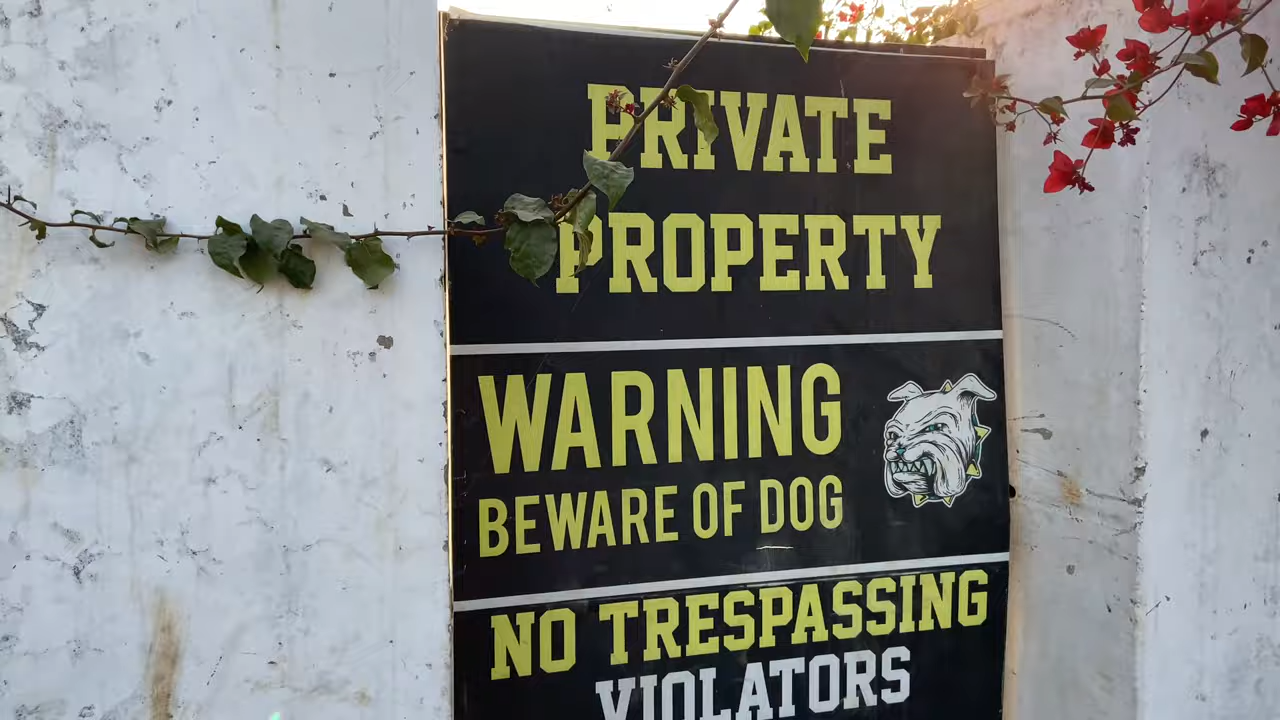 PRIVATE
PROPERTY
WARNING
BEWARE OF DOG
NO TRESPASSING
VIOLATORS